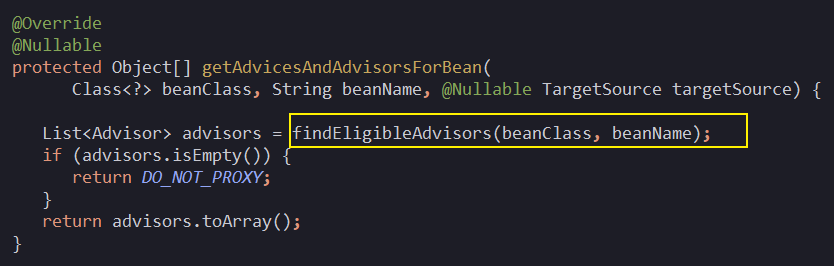 @Override
@Nullable
protected Object[] getAdvicesAndAdvisorsForBean(
Class<?> beanClass, String beanName, @Nullable TargetSource targetSource) {
List<Advisor> advisors = findEligibleAdvisors(beanClass, beanName);
if (advisors.isEmpty()) {
return DO_NOT_PROXY;
}
return advisors.toArray();
}